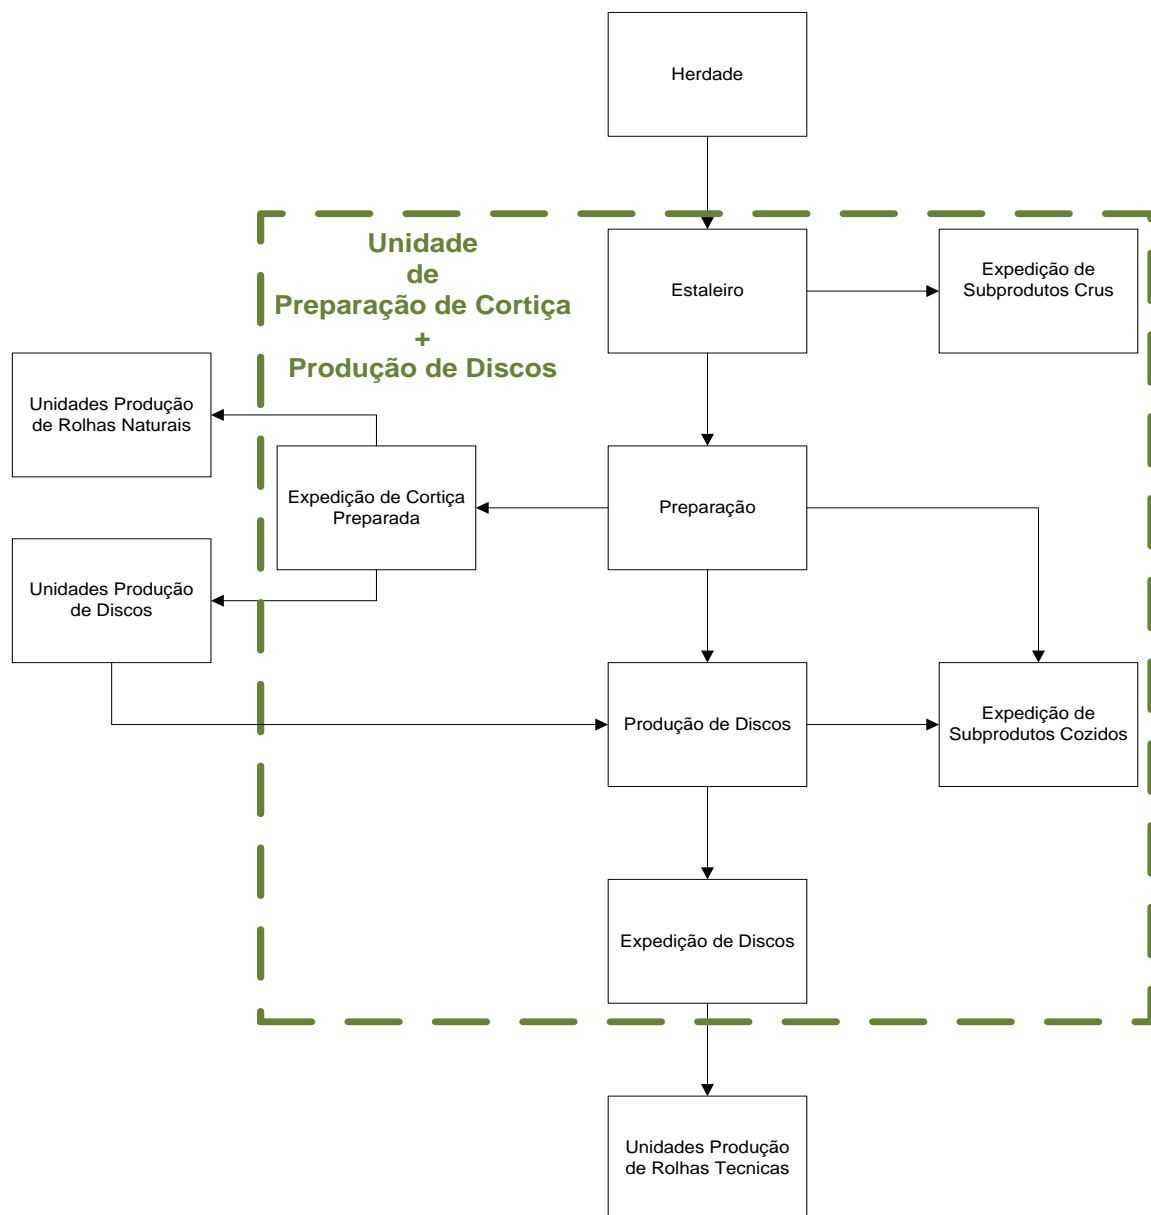 Herdade
Unidade
de
Preparação de Cortiça
+
Produção de Discos
Estaleiro
Expedição de
Subprodutos Crus
Unidades Produção
de Rolhas Naturais
Expedição de Cortiça
Preparada
Preparação
Unidades Produção
de Discos
Produção de Discos
Expedição de
Subprodutos Cozidos
Expedição de Discos
Unidades Produção
de Rolhas Tecnicas